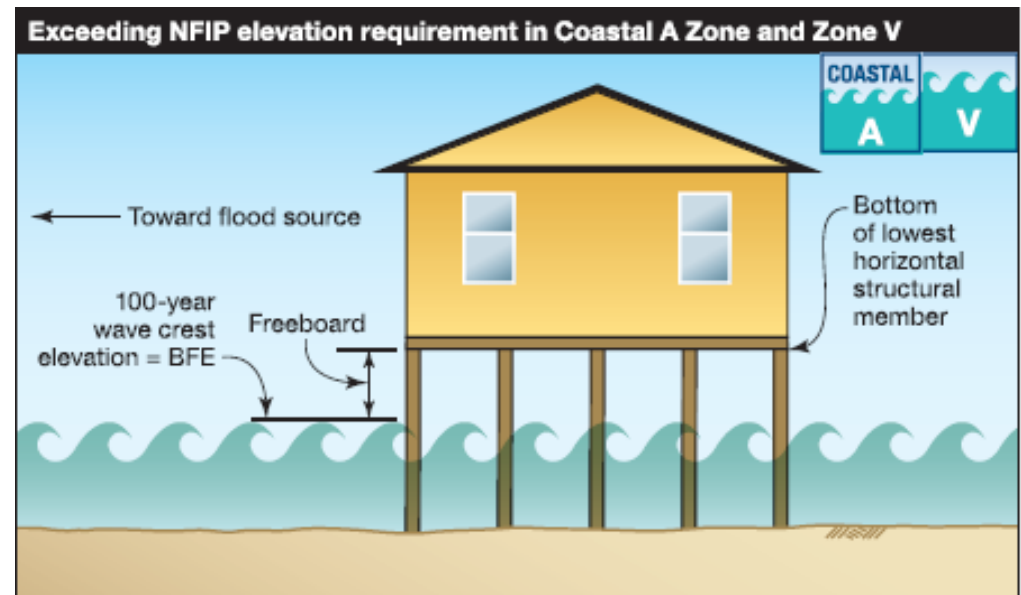 Exceeding NFIP elevation requirement in Coastal A Zone and Zone V
COASTAL
A
V
Toward flood source
Bottom
of lowest
horizontal
structural
member
100-year
wave crest
elevation = BFE
Freeboard